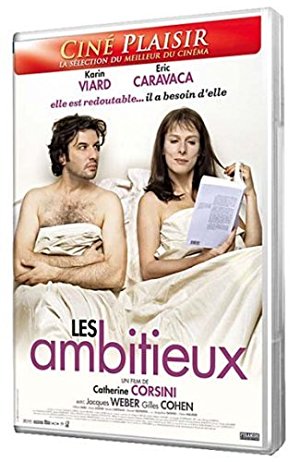 CINÉ PLAISIR
LA SÉLECTION DU MEILLEUR DU CINÉMA
Karin VIARD
Eric CARAVACA
elle est redoutable... il a besoin d'elle
LES
ambitieux
UN FILM DE
Catherine CORSINI
avec Jacques WEBER Gilles COHEN
PYRAMIDE